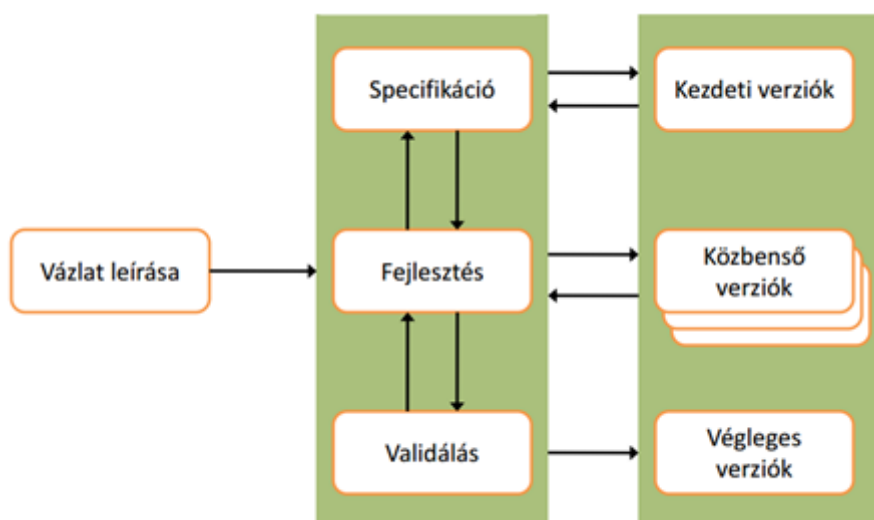 Specifikáció
Kezdeti verziók
Vázlat leírása
Fejlesztés
Közbenső
verziók
Validálás
Végleges
verziók